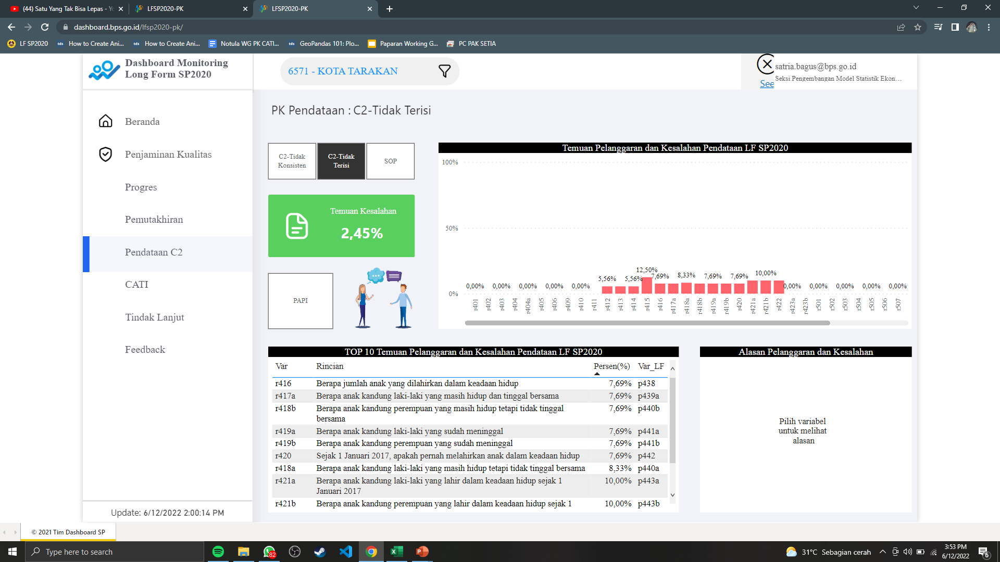 (44) Satu Yang Tak Bisa Lepas - Yo
LFSP2020-PK
LFSP2020-PK
dashboard.bps.go.id/lfsp2020-pk/
LF SP2020
How to Create Ani...
How to Create Ani...
Notula WG PK CATI...
GeoPandas 101: Plo...
Paparan Working G...
PC PAK SETIA
Dashboard Monitoring
Long Form SP2020
6571 - KOTA TARAKAN
satria.bagus@bps.go.id
Seksi Pengembangan Model Statistik Ekon...
See
Beranda
Penjaminan Kualitas
Progres
Pemutakhiran
Pendataan C2
CATI
Tindak Lanjut
Feedback
Update: 6/12/2022 2:00:14 PM
PK Pendataan : C2-Tidak Terisi
C2-Tidak
Konsisten
C2-Tidak
Terisi
SOP
Temuan Kesalahan
2,45%
PAPI
Temuan Pelanggaran dan Kesalahan Pendataan LF SP2020
100%
50%
0%
0,00% 0,00% 0,00% 0,00% 0,00% 5,56% 5,56% 12,50% 7,69% 8,33% 7,69% 7,69% 10,00% 0,00% 0,00% 0,00% 0,00% 0,00%
r401 r402 r403 r404 r404a r405 r406 r409 r410 r411 r412 r413 r414 r415 r416 r417a r418a r418b r419a r419b r420 r421a r421b r422 r423a r423b r501 r502 r503 r504 r505 r506 r507
TOP 10 Temuan Pelanggaran dan Kesalahan Pendataan LF SP2020
Var Rincian Persen(%) Var_LF
r416 Berapa jumlah anak yang dilahirkan dalam keadaan hidup 7,69% p438
r417a Berapa anak kandung laki-laki yang masih hidup dan tinggal bersama 7,69% p439a
r418b Berapa anak kandung perempuan yang masih hidup tetapi tidak tinggal 7,69% p440b
bersama
r419a Berapa anak kandung laki-laki yang sudah meninggal 7,69% p441a
r419b Berapa anak kandung perempuan yang sudah meninggal 7,69% p441b
r420 Sejak 1 Januari 2017, apakah pernah melahirkan anak dalam keadaan hidup 7,69% p442
r418a Berapa anak kandung laki-laki yang masih hidup tetapi tidak tinggal bersama 8,33% p440a
r421a Berapa anak kandung laki-laki yang lahir dalam keadaan hidup sejak 1 10,00% p443a
Januari 2017
r421b Berapa anak kandung perempuan yang lahir dalam keadaan hidup sejak 1 10,00% p443b
Alasan Pelanggaran dan Kesalahan
Pilih variabel
untuk melihat
alasan
© 2021 Tim Dashboard SP
Type here to search
82
31°C Sebagian cerah
3:53 PM
6/12/2022
6